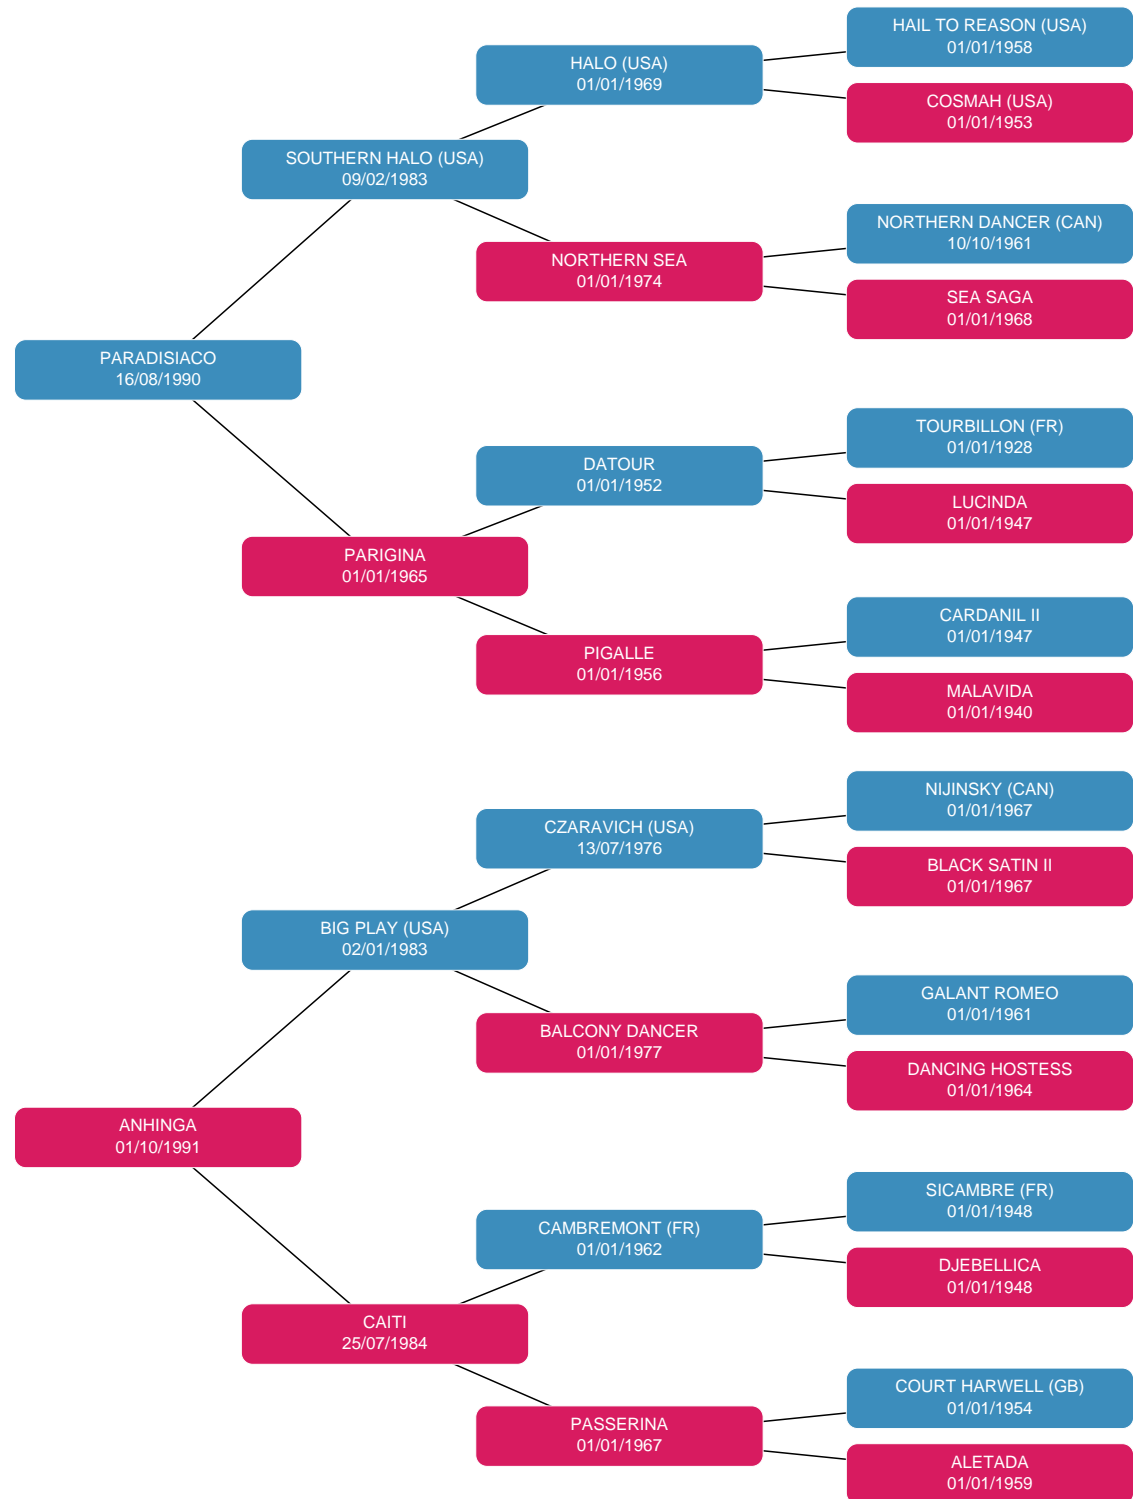 HAIL TO REASON (USA)
01/01/1958
HALO (USA)
01/01/1969
COSMAH (USA)
01/01/1953
SOUTHERN HALO (USA)
09/02/1983
NORTHERN DANCER (CAN)
10/10/1961
NORTHERN SEA
01/01/1974
SEA SAGA
01/01/1968
PARADISIACO
16/08/1990
TOURBILLON (FR)
01/01/1928
DATOUR
01/01/1952
LUCINDA
01/01/1947
PARIGINA
01/01/1965
CARDANIL II
01/01/1947
PIGALLE
01/01/1956
MALAVIDA
01/01/1940
NIJINSKY (CAN)
01/01/1967
CZARAVICH (USA)
13/07/1976
BLACK SATIN II
01/01/1967
BIG PLAY (USA)
02/01/1983
GALANT ROMEO
01/01/1961
BALCONY DANCER
01/01/1977
DANCING HOSTESS
01/01/1964
ANHINGA
01/10/1991
SICAMBRE (FR)
01/01/1948
CAMBREMONT (FR)
01/01/1962
DJEBELLICA
01/01/1948
CAITI
25/07/1984
COURT HARWELL (GB)
01/01/1954
PASSERINA
01/01/1967
ALETADA
01/01/1959